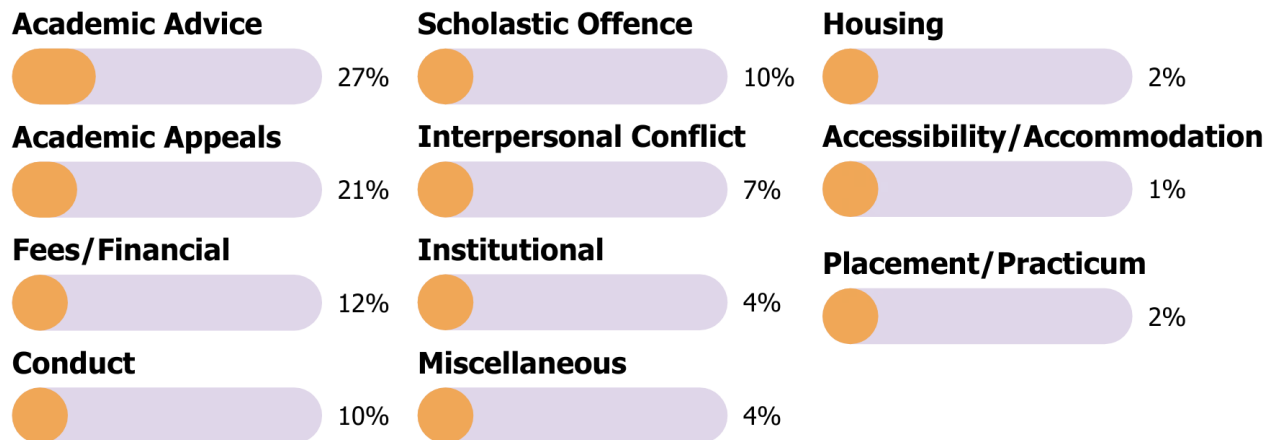 Academic Advice
27%
Academic Appeals
21%
Fees/Financial
12%
Conduct
10%
Scholastic Offence
10%
Interpersonal Conflict
7%
Institutional
4%
Miscellaneous
4%
Housing
2%
Accessibility/Accommodation
1%
Placement/Practicum
2%